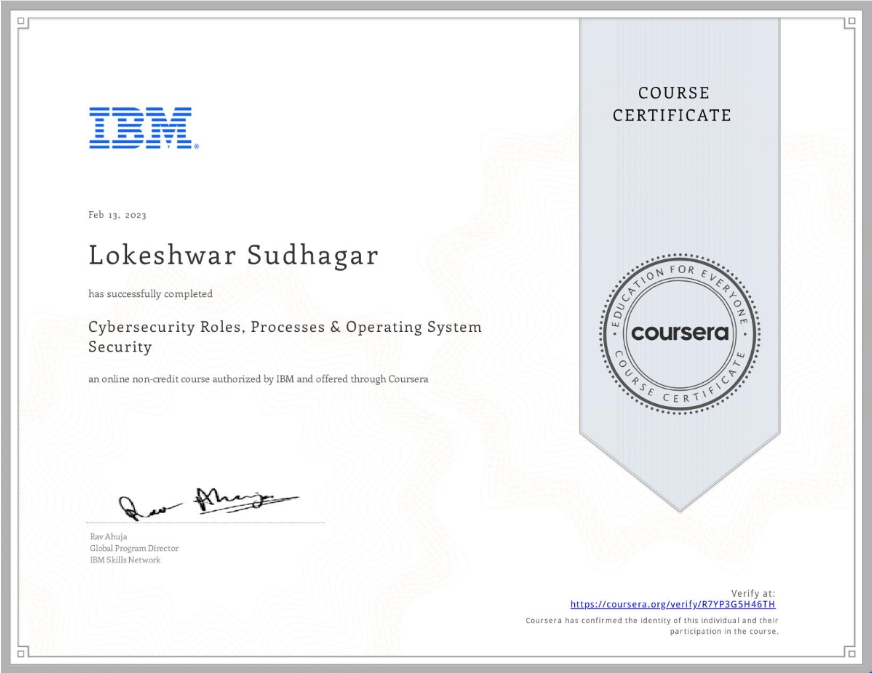 COURSE
CERTIFICATE
IBM®
Feb 13, 2023
Lokeshwar Sudhagar
has successfully completed
Cybersecurity Roles, Processes & Operating System
Security
an online non-credit course authorized by IBM and offered through Coursera
EDUCATION FOR EVERYONE
coursera
COURSE CERTIFICATE
Rav Ahuja
Rav Ahuja
Global Program Director
IBM Skills Network
Verify at:
https://coursera.org/verify/R7YP3G5H46TH
Coursera has confirmed the identity of this individual and their
participation in the course.